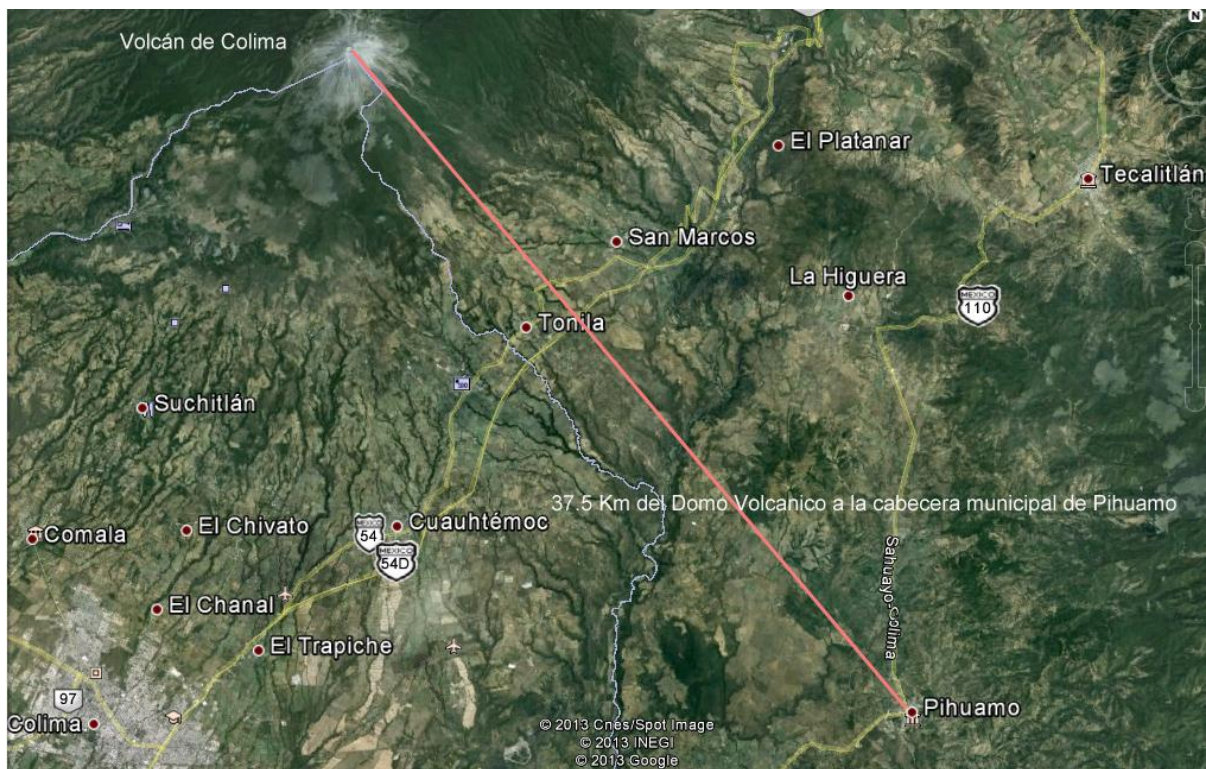 N
Volcán de Colima
El Platanar
Tecalitlán
San Marcos
La Higuera
MEXICO
110
Tonila
Suchitlán
37.5 Km del Domo Volcanico a la cabecera municipal de Pihuamo
Comala
El Chivato
54
Cuauhtémoc
MEXICO
54D
Sahuayo-Colima
El Chanal
El Trapiche
97
Colima
Pihuamo
© 2013 Cnes/Spot Image
© 2013 INEGI
© 2013 Google